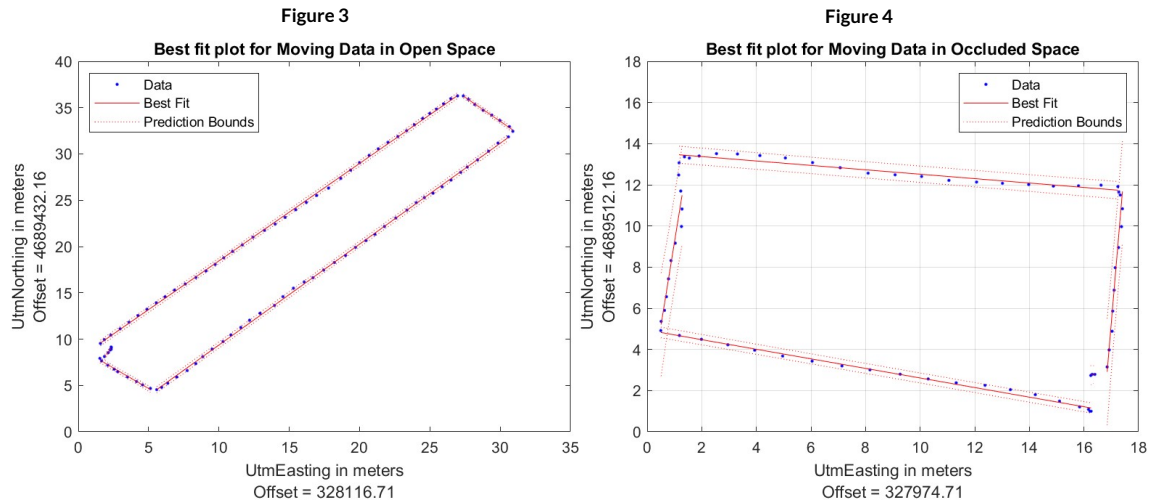 Figure 3
Best fit plot for Moving Data in Open Space
Data
Best Fit
Prediction Bounds
40
35
30
25
20
15
10
5
0
UtmNorthing in meters
Offset = 4689432.16
0 5 10 15 20 25 30 35
UtmEasting in meters
Offset = 328116.71
Figure 4
Best fit plot for Moving Data in Occluded Space
Data
Best Fit
Prediction Bounds
18
16
14
12
10
8
6
4
2
0
UtmNorthing in meters
Offset = 4689512.16
0 2 4 6 8 10 12 14 16 18
UtmEasting in meters
Offset = 327974.71